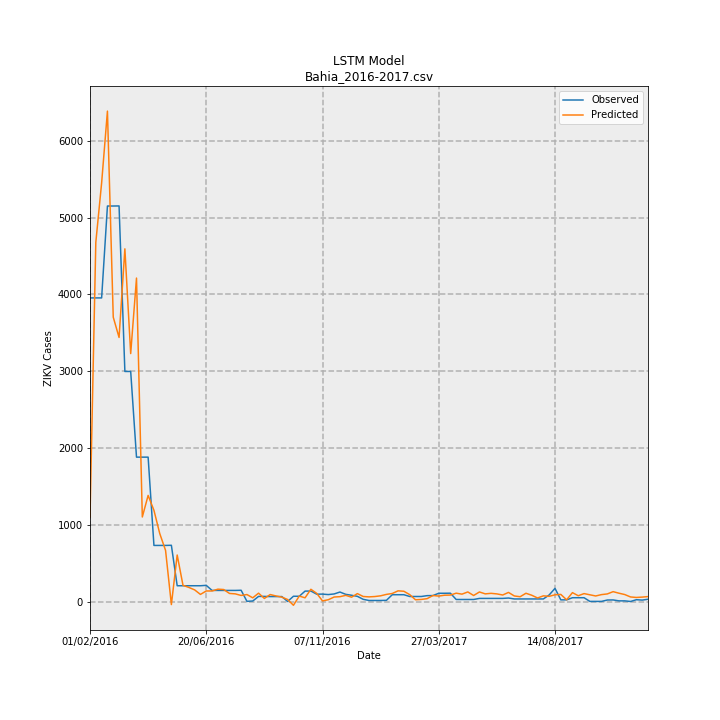 LSTM Model
Bahia_2016-2017.csv
Observed
Predicted
6000
5000
4000
3000
2000
1000
0
ZIKV Cases
01/02/2016
20/06/2016
07/11/2016
27/03/2017
14/08/2017
Date